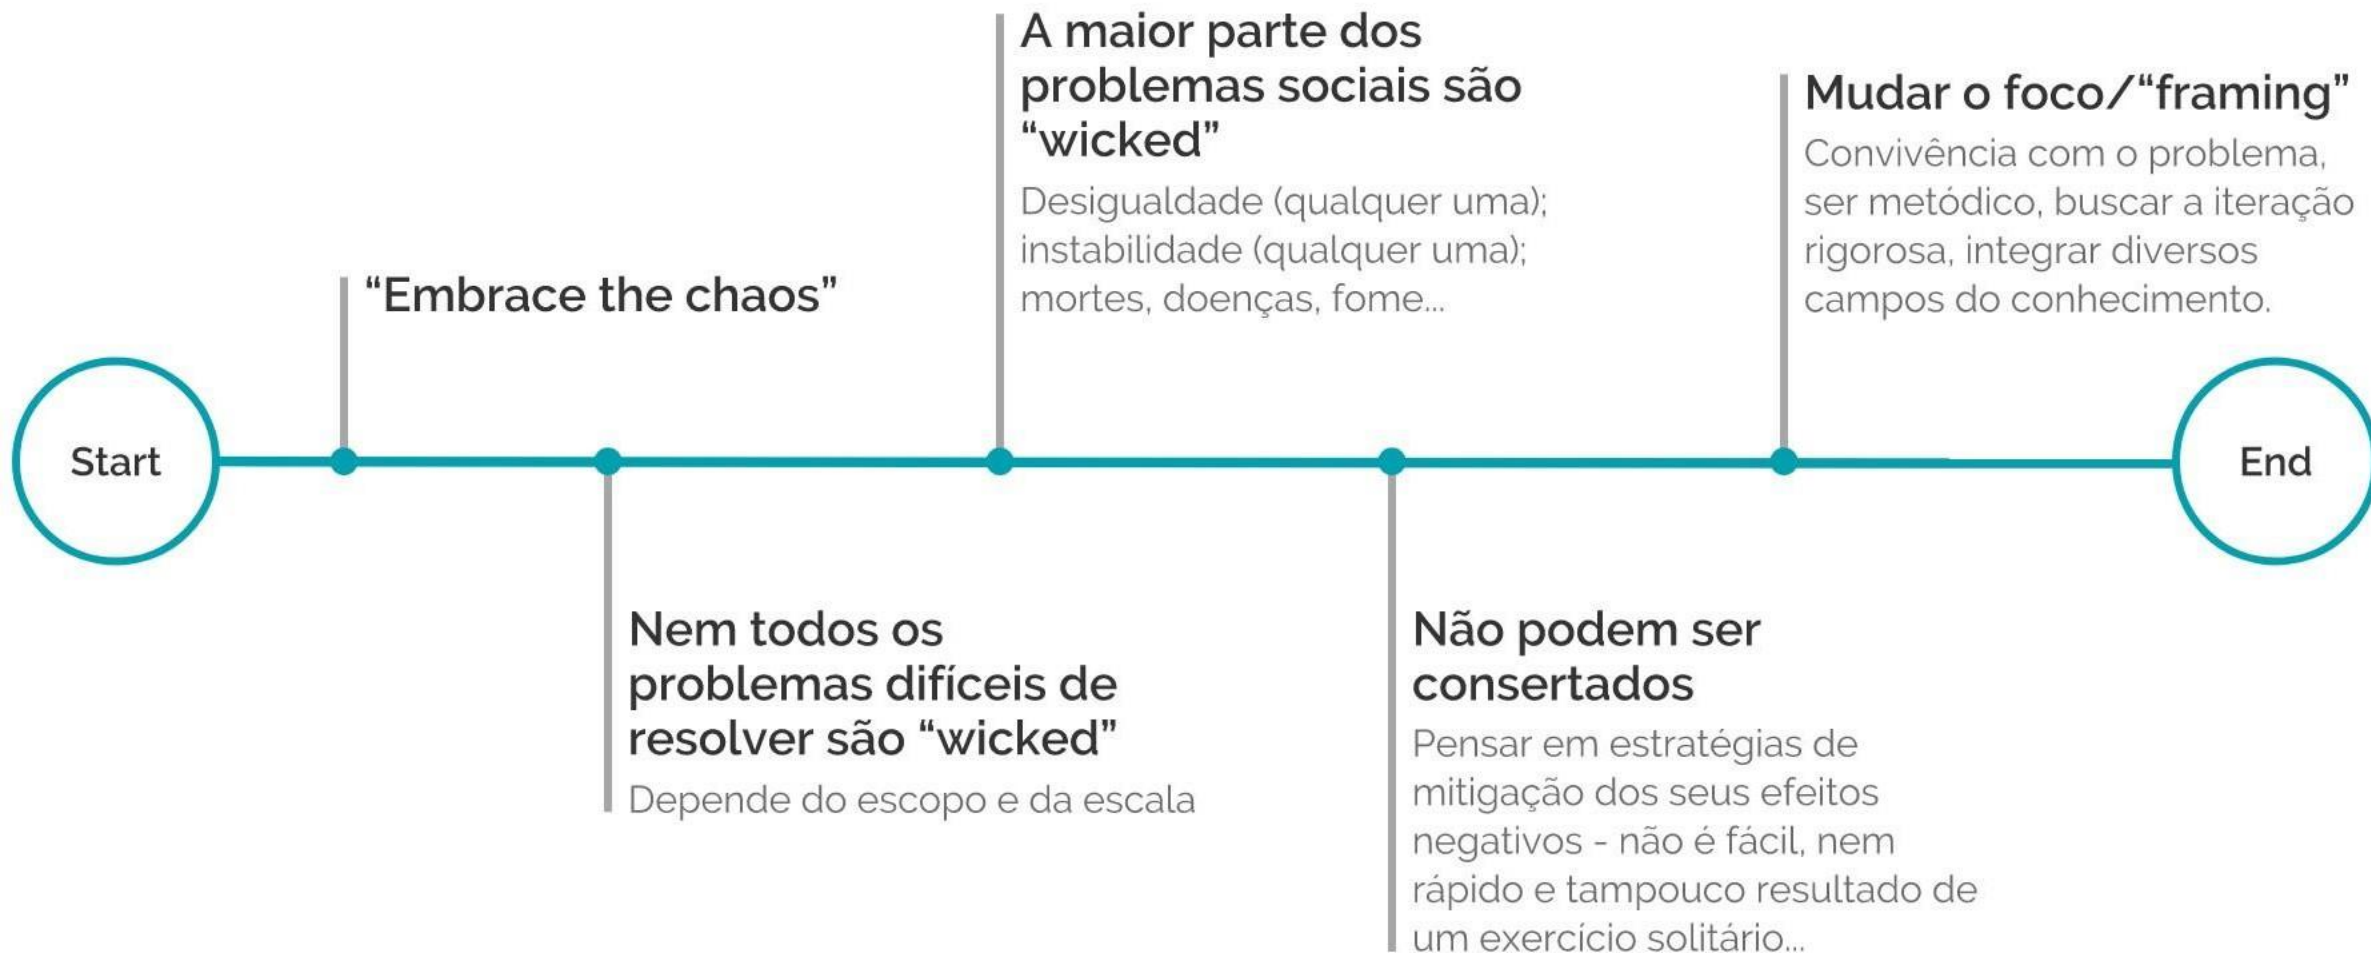 Start
“Embrace the chaos”
Nem todos os
problemas difíceis de
resolver são “wicked”
Depende do escopo e da escala
A maior parte dos
problemas sociais são
“wicked”
Desigualdade (qualquer uma);
instabilidade (qualquer uma);
mortes, doenças, fome...
Não podem ser
consertados
Pensar em estratégias de
mitigação dos seus efeitos
negativos - não é fácil, nem
rápido e tampouco resultado de
um exercício solitário...
Mudar o foco/“framing”
Convivência com o problema,
ser metódico, buscar a iteração
rigorosa, integrar diversos
campos do conhecimento.
End